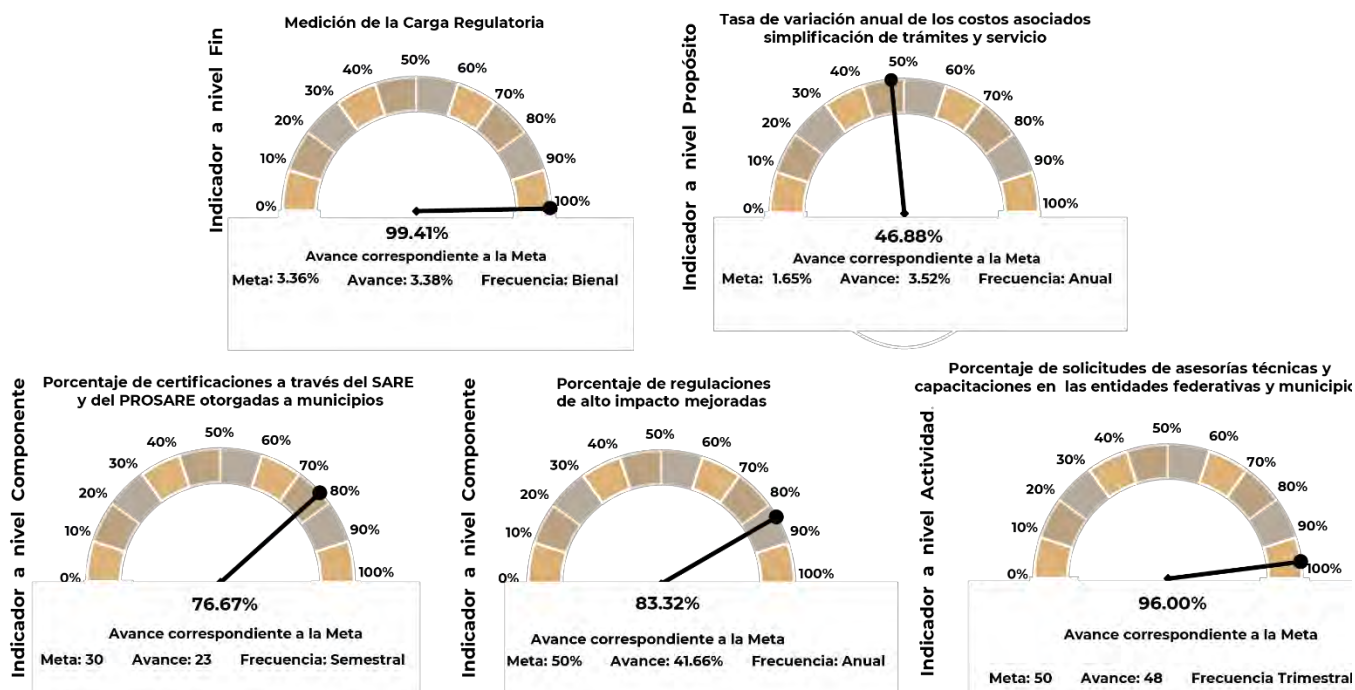 Indicador a nivel Fin
Medición de la Carga Regulatoria
0%
10%
20%
30%
40%
50%
60%
70%
80%
90%
100%
99.41%
Avance correspondiente a la Meta
Meta: 3.36% Avance: 3.38% Frecuencia: Bienal
Indicador a nivel Propósito
Tasa de variación anual de los costos asociados
simplificación de trámites y servicio
0%
10%
20%
30%
40%
50%
60%
70%
80%
90%
100%
46.88%
Avance correspondiente a la Meta
Meta: 1.65% Avance: 3.52% Frecuencia: Anual
Indicador a nivel Componente
Porcentaje de certificaciones a través del SARE
y del PROSARE otorgadas a municipios
0%
10%
20%
30%
40%
50%
60%
70%
80%
90%
100%
76.67%
Avance correspondiente a la Meta
Meta: 30 Avance: 23 Frecuencia: Semestral
Indicador a nivel Componente
Porcentaje de regulaciones
de alto impacto mejoradas
0%
10%
20%
30%
40%
50%
60%
70%
80%
90%
100%
83.32%
Avance correspondiente a la Meta
Meta: 50% Avance: 41.66% Frecuencia: Anual
Indicador a nivel Actividad.
Porcentaje de solicitudes de asesorías técnicas y
capacitaciones en las entidades federativas y municipio
0%
10%
20%
30%
40%
50%
60%
70%
80%
90%
100%
96.00%
Avance correspondiente a la Meta
Meta: 50 Avance: 48 Frecuencia Trimestral